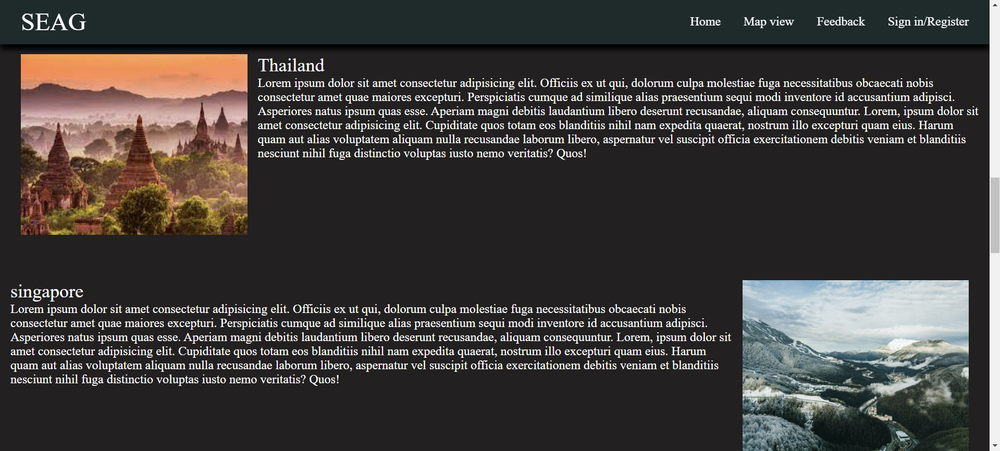 SEAG
Home Map view Feedback Sign in/Register
Thailand
Lorem ipsum dolor sit amet consectetur adipisicing elit. Officiis ex ut qui, dolorum culpa molestiae fuga necessitatibus obcaecati nobis
consectetur amet quae maiores excepturi. Perspiciatis cumque ad similique alias praesentium sequi modi inventore id accusantium adipisci.
Asperiores natus ipsum quas esse. Aperiam magni debitis laudantium libero deserunt recusandae, aliquam consequuntur. Lorem, ipsum dolor sit
amet consectetur adipisicing elit. Cupiditate quos totam eos blanditiis nihil nam expedita quaerat, nostrum illo excepturi quam eius. Harum
quam aut alias voluptatem aliquam nulla recusandae laborum libero, aspernatur vel suscipit officia exercitationem debitis veniam et blanditiis
nesciunt nihil fuga distinctio voluptas iusto nemo veritatis? Quos!
singapore
Lorem ipsum dolor sit amet consectetur adipisicing elit. Officiis ex ut qui, dolorum culpa molestiae fuga necessitatibus obcaecati nobis
consectetur amet quae maiores excepturi. Perspiciatis cumque ad similique alias praesentium sequi modi inventore id accusantium adipisci.
Asperiores natus ipsum quas esse. Aperiam magni debitis laudantium libero deserunt recusandae, aliquam consequuntur. Lorem, ipsum dolor sit
amet consectetur adipisicing elit. Cupiditate quos totam eos blanditiis nihil nam expedita quaerat, nostrum illo excepturi quam eius. Harum
quam aut alias voluptatem aliquam nulla recusandae laborum libero, aspernatur vel suscipit officia exercitationem debitis veniam et blanditiis
nesciunt nihil fuga distinctio voluptas iusto nemo veritatis? Quos!